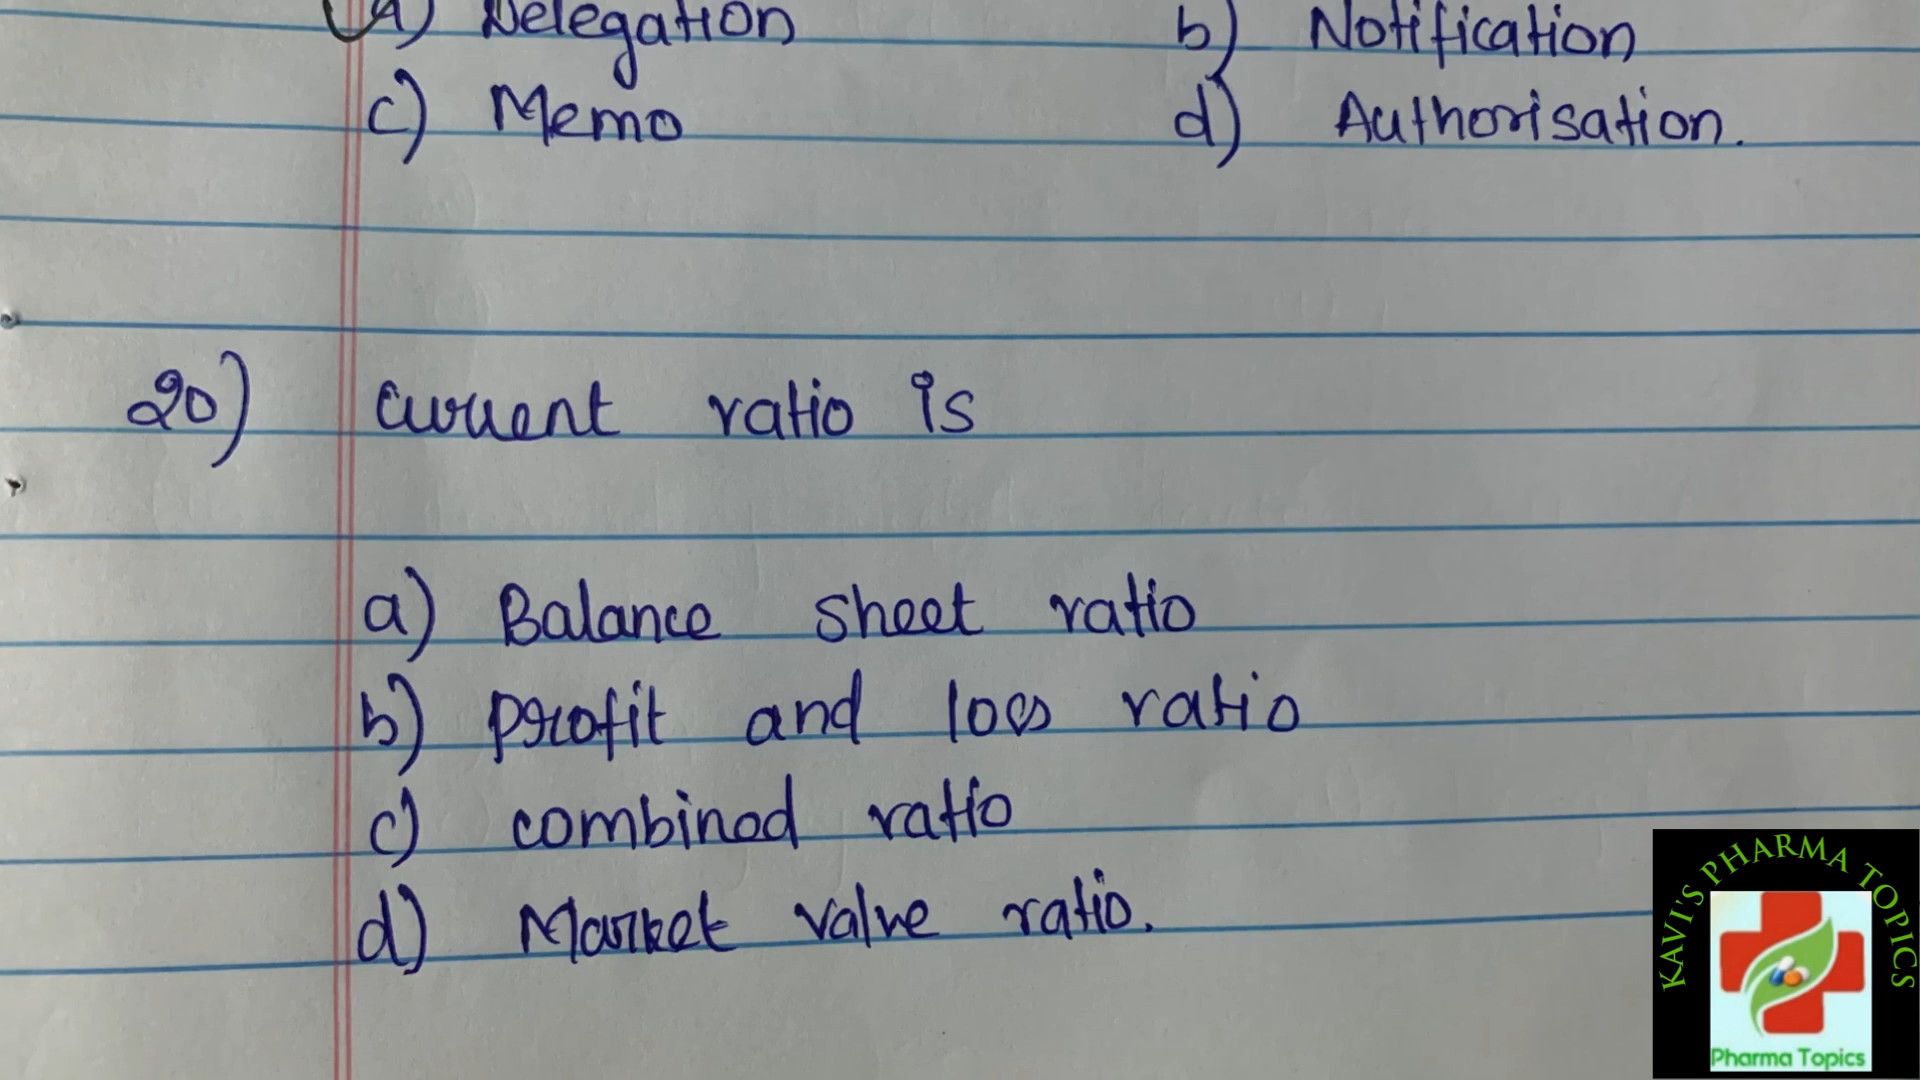 a) Delegation b) Notification
c) Memo d) Authorisation.
20) current ratio is
a) Balance sheet ratio
b) profit and loss ratio
c) combined ratio
d) Market value ratio.
KAVI'S PHARMA TOPICS
Pharma Topics